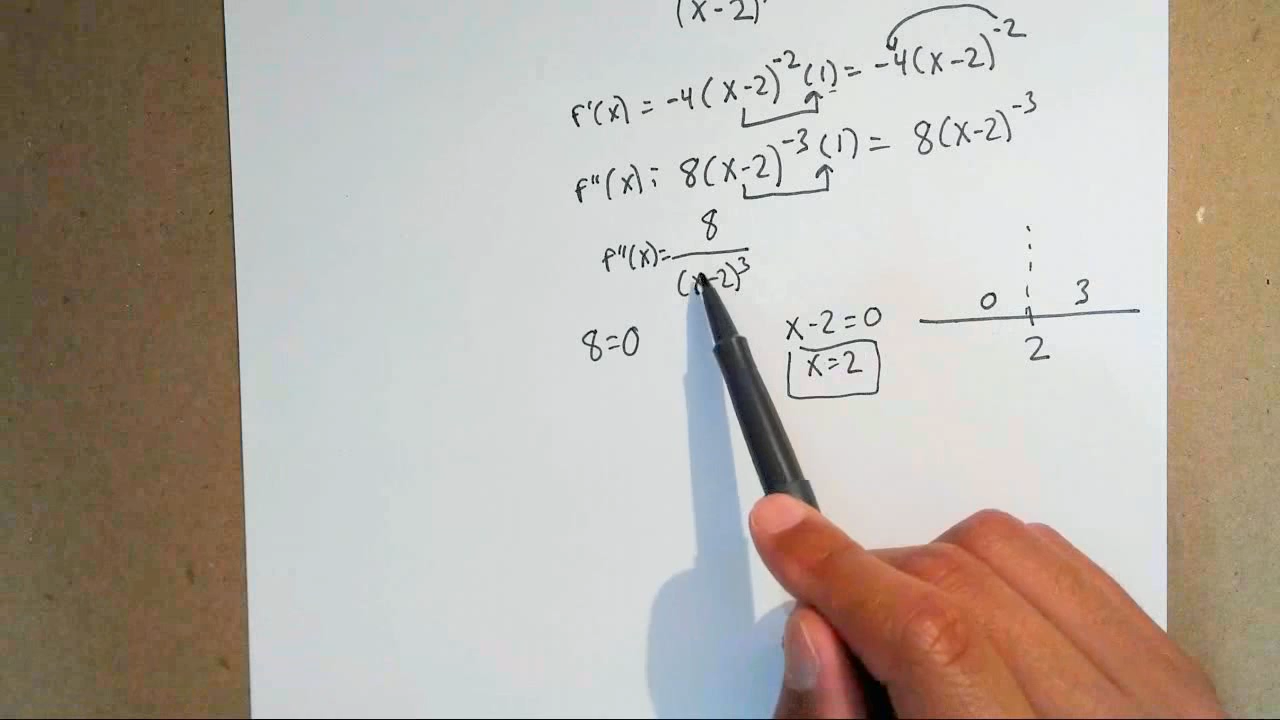 (x-2)
f'(x) = -4(x-2)^-2 (1) = -4(x-2)^-2
f''(x) = 8(x-2)^-3 (1) = 8(x-2)^-3
f''(x) = 8/(x-2)^3
8=0
x-2=0
x=2
0 3
2